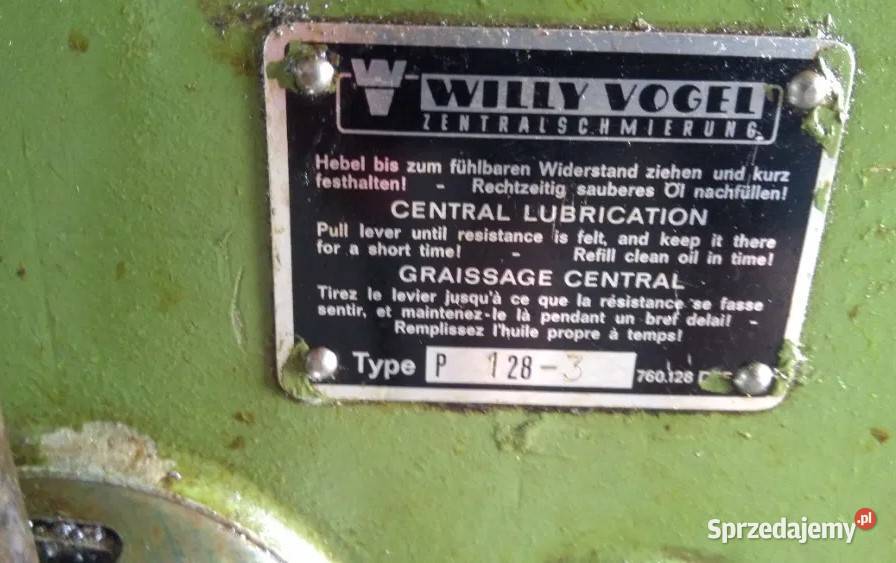 WILLY VOGEL
ZENTRALSCHMIERUNG
Hebel bis zum fühlbaren Widerstand ziehen und kurz
festhalten! - Rechtzeitig sauberes Öl nachfüllen!
CENTRAL LUBRICATION
Pull lever until resistance is felt, and keep it there
for a short time! - Refill clean oil in time!
GRAISSAGE CENTRAL
Tirez le levier jusqu'à ce que la résistance se fasse
sentir, et maintenez-le là pendant un bref delai! -
Remplissez l'huile propre à temps!
Type P 128-3 760.128
Sprzedajemy.pl